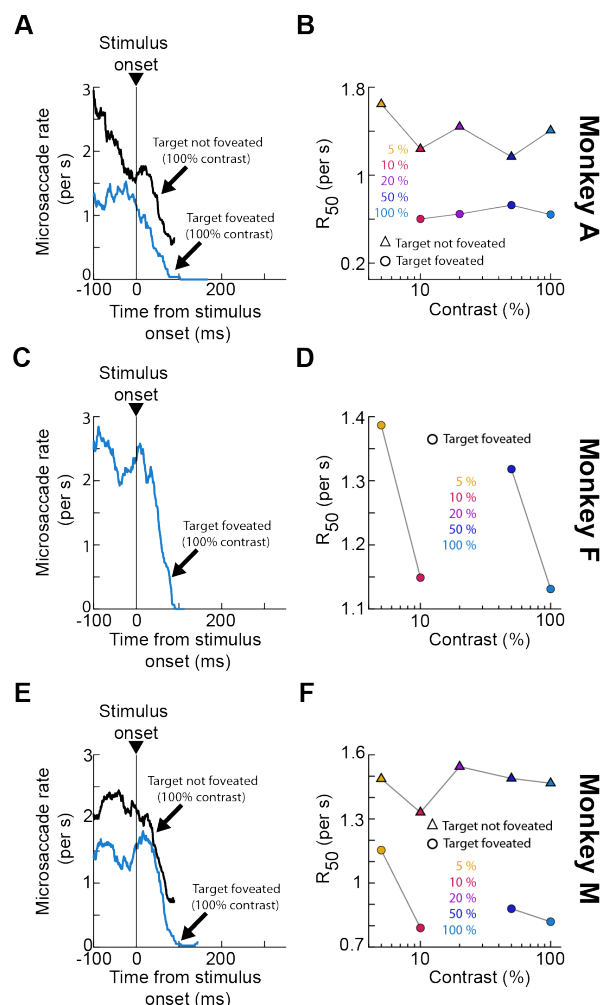 A
Stimulus
onset
3
2
1
0
-100
0
200
Microsaccade rate
(per s)
Target not foveated
(100% contrast)
Target foveated
(100% contrast)
Time from stimulus
onset (ms)
B
1.8
1
0.2
R50 (per s)
5 %
10 %
20 %
50 %
100 %
Target not foveated
Target foveated
10
100
Contrast (%)
Monkey A
C
Stimulus
onset
3
2
1
0
-100
0
200
Microsaccade rate
(per s)
Target foveated
(100% contrast)
Time from stimulus
onset (ms)
D
1.4
1.3
1.2
1.1
R50 (per s)
Target foveated
5 %
10 %
20 %
50 %
100 %
10
100
Contrast (%)
Monkey F
E
Stimulus
onset
3
2
1
0
-100
0
200
Microsaccade rate
(per s)
Target not foveated
(100% contrast)
Target foveated
(100% contrast)
Time from stimulus
onset (ms)
F
1.6
1.3
1
0.7
R50 (per s)
Target not foveated
Target foveated
5 %
10 %
20 %
50 %
100 %
10
100
Contrast (%)
Monkey M